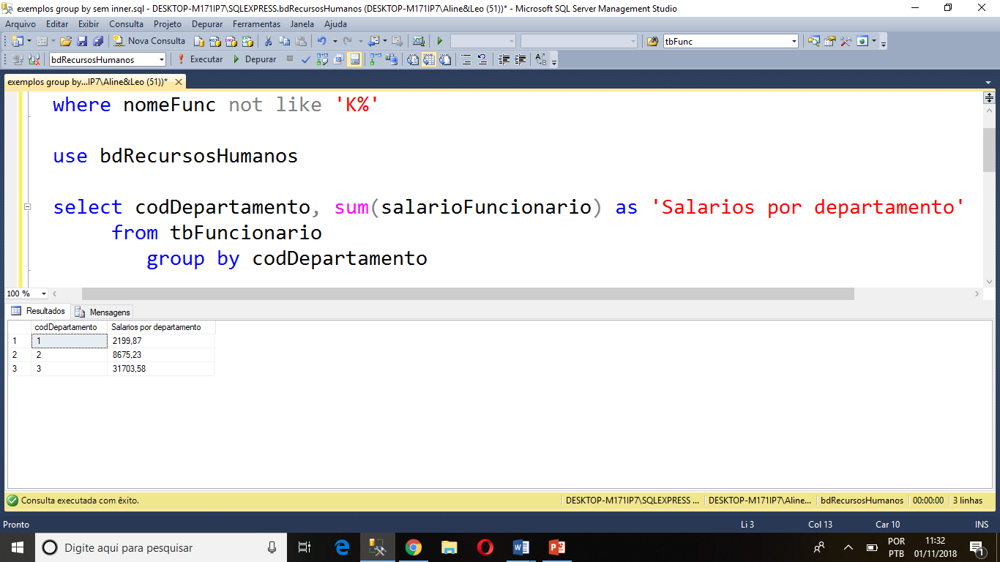 exemplos group by sem inner.sql - DESKTOP-M171IP7\SQLEXPRESS.bdRecursosHumanos (DESKTOP-M171IP7\Aline&Leo (51))* - Microsoft SQL Server Management Studio
Arquivo Editar Exibir Consulta Projeto Depurar Ferramentas Janela Ajuda
Nova Consulta tbFunc
bdRecursosHumanos Executar Depurar
exemplos group by...IP7\Aline&Leo (51))*
where nomeFunc not like 'K%'
use bdRecursosHumanos
select codDepartamento, sum(salarioFuncionario) as 'Salarios por departamento'
from tbFuncionario
group by codDepartamento
100 %
Resultados Mensagens
codDepartamento Salarios por departamento
1 1 2199,87
2 2 8675,23
3 3 31703,58
Consulta executada com êxito. DESKTOP-M171IP7\SQLEXPRESS ... DESKTOP-M171IP7\Aline... bdRecursosHumanos 00:00:00 3 linhas
Pronto Li 3 Col 13 Car 10 INS
Digite aqui para pesquisar
POR 11:32
PTB 01/11/2018 1